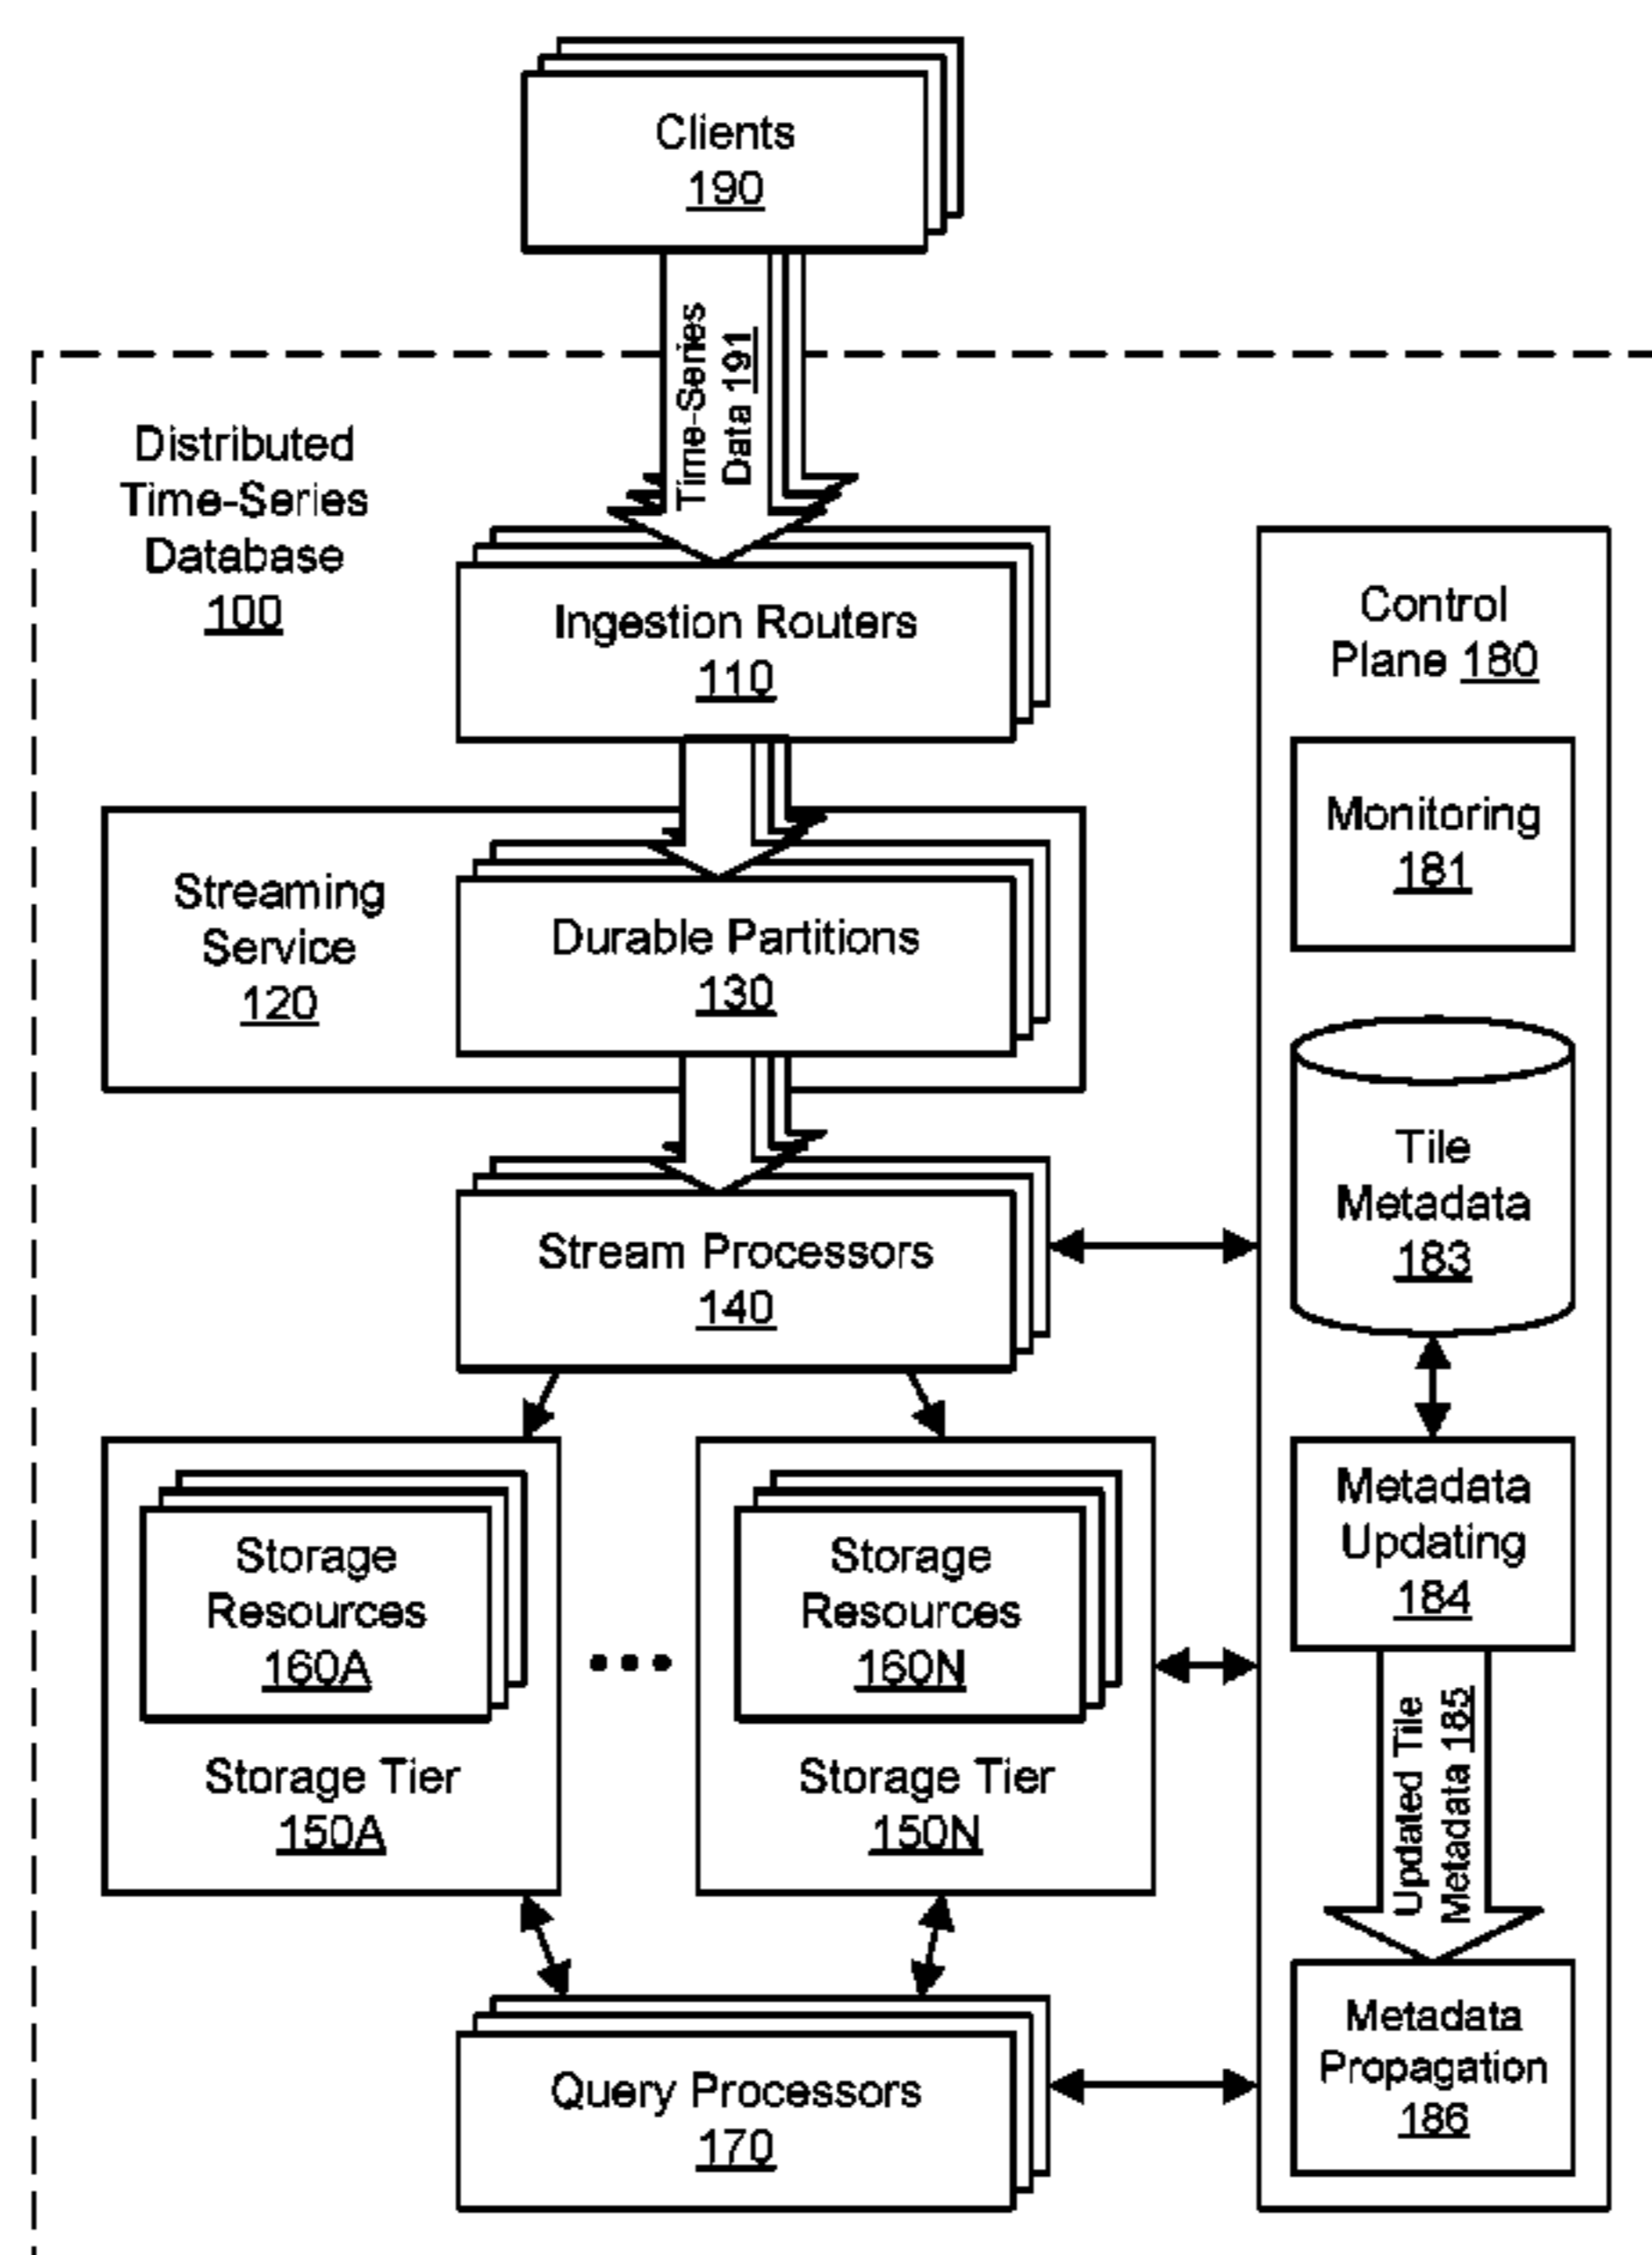 Clients
190
Time-Series
Data 191
Distributed
Time-Series
Database
100
Ingestion Routers
110
Streaming
Service
120
Durable Partitions
130
Stream Processors
140
Storage
Resources
160A
Storage Tier
150A
Storage
Resources
160N
Storage Tier
150N
Query Processors
170
Control
Plane 180
Monitoring
181
Tile
Metadata
183
Metadata
Updating
184
Updated Tile
Metadata 185
Metadata
Propagation
186